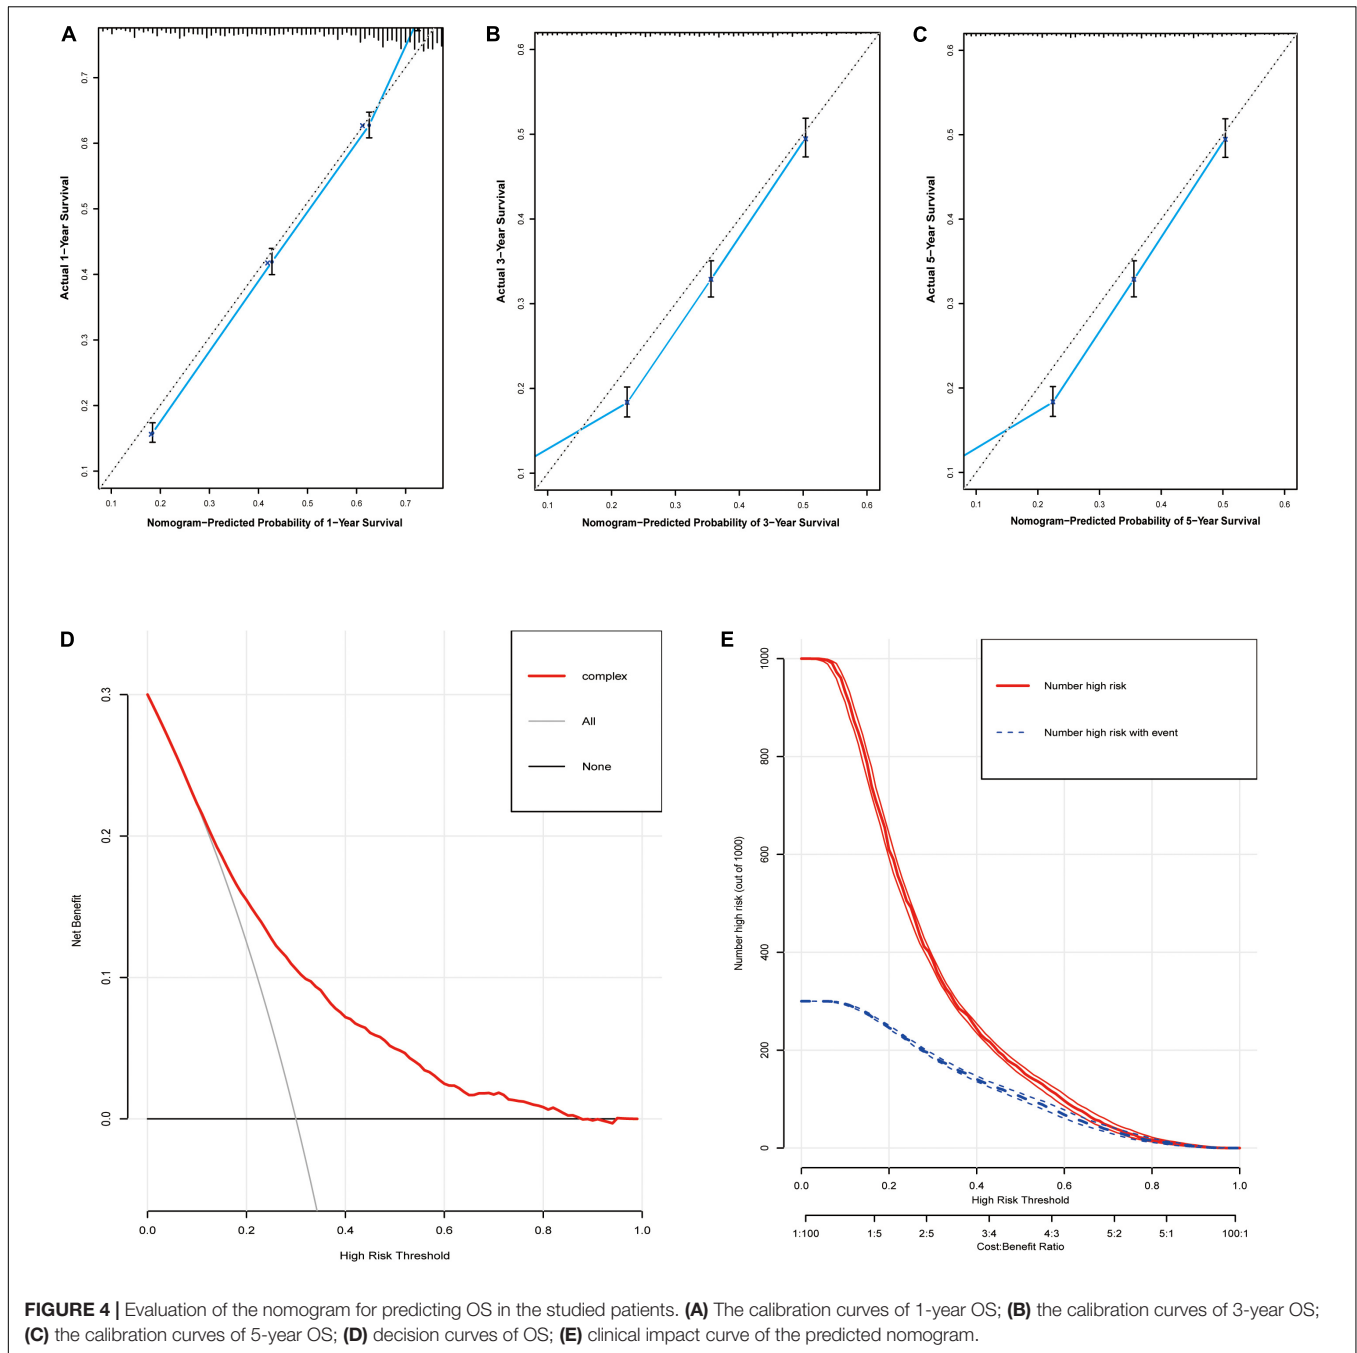 A
B
C
0.7
0.6
0.5
0.4
0.3
0.2
0.1
Actual 1−Year Survival
0.1 0.2 0.3 0.4 0.5 0.6 0.7
Nomogram−Predicted Probability of 1−Year Survival
0.6
0.5
0.4
0.3
0.2
0.1
Actual 3−Year Survival
0.1 0.2 0.3 0.4 0.5 0.6
Nomogram−Predicted Probability of 3−Year Survival
0.6
0.5
0.4
0.3
0.2
0.1
Actual 5−Year Survival
0.1 0.2 0.3 0.4 0.5 0.6
Nomogram−Predicted Probability of 5−Year Survival
D
complex
All
None
0.3
0.2
0.1
0.0
Net Benefit
0.0 0.2 0.4 0.6 0.8 1.0
High Risk Threshold
E
Number high risk
Number high risk with event
1000
800
600
400
200
0
Number high risk (out of 1000)
0.0 0.2 0.4 0.6 0.8 1.0
High Risk Threshold
1:100 1:5 2:5 3:4 4:3 5:2 5:1 100:1
Cost:Benefit Ratio
FIGURE 4 | Evaluation of the nomogram for predicting OS in the studied patients. (A) The calibration curves of 1-year OS; (B) the calibration curves of 3-year OS;
(C) the calibration curves of 5-year OS; (D) decision curves of OS; (E) clinical impact curve of the predicted nomogram.